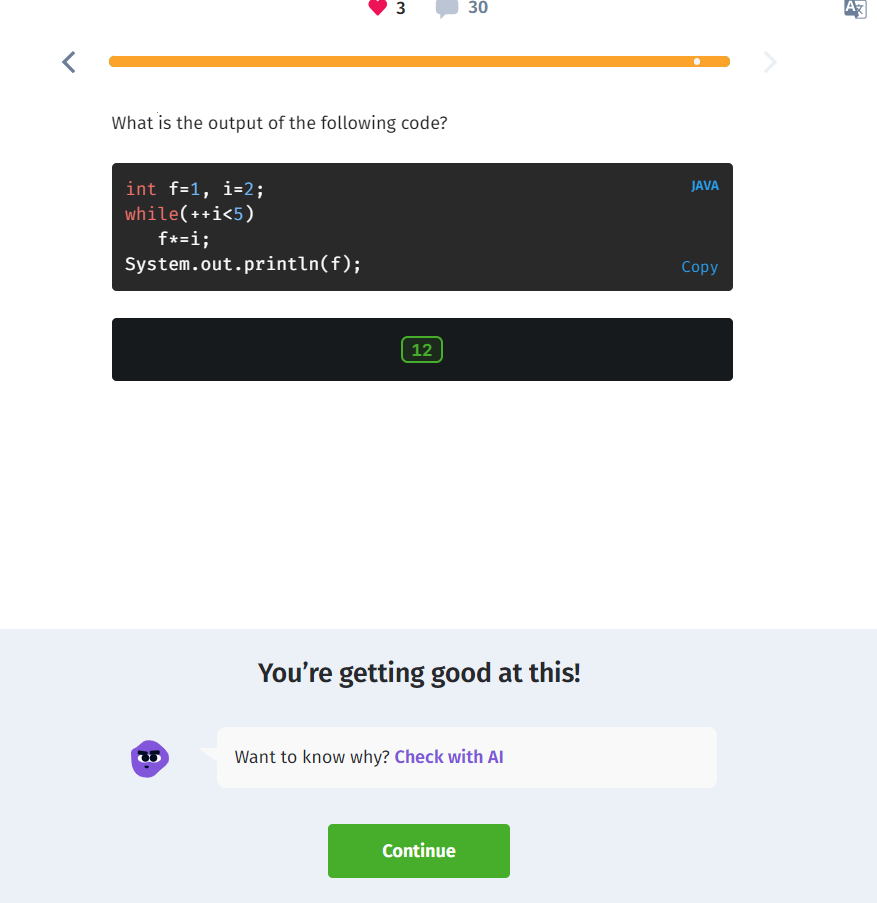 3 30
What is the output of the following code?
int f=1, i=2;
JAVA
while(++i<5)
f*=i;
System.out.println(f);
Copy
12
You’re getting good at this!
Want to know why? Check with AI
Continue